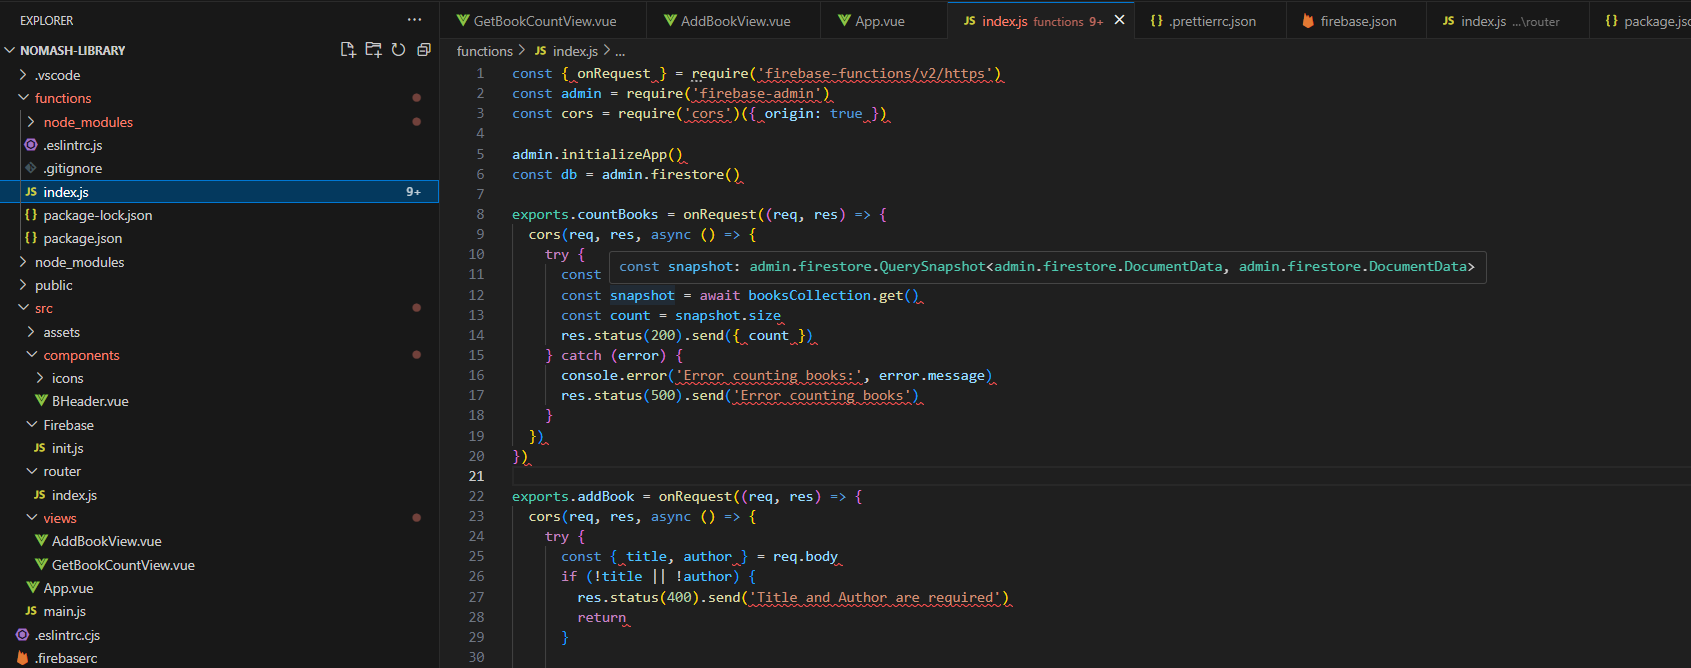 EXPLORER
···
NOMASH-LIBRARY
.vscode
functions
node_modules
.eslintrc.js
.gitignore
JS index.js 9+
{} package-lock.json
{} package.json
node_modules
public
src
assets
components
icons
BHeader.vue
Firebase
JS init.js
router
JS index.js
views
AddBookView.vue
GetBookCountView.vue
App.vue
JS main.js
.eslintrc.cjs
.firebaserc
GetBookCountView.vue
AddBookView.vue
App.vue
JS index.js functions 9+
{} .prettierrc.json
firebase.json
JS index.js ...\router
{} package.jso
functions > JS index.js > ...
1 const { onRequest } = require('firebase-functions/v2/https')
2 const admin = require('firebase-admin')
3 const cors = require('cors')({ origin: true })
4
5 admin.initializeApp()
6 const db = admin.firestore()
7
8 exports.countBooks = onRequest((req, res) => {
9 cors(req, res, async () => {
10 try {
const snapshot: admin.firestore.QuerySnapshot<admin.firestore.DocumentData, admin.firestore.DocumentData>
11 const
12 const snapshot = await booksCollection.get()
13 const count = snapshot.size
14 res.status(200).send({ count })
15 } catch (error) {
16 console.error('Error counting books:', error.message)
17 res.status(500).send('Error counting books')
18 }
19 })
20 })
21
22 exports.addBook = onRequest((req, res) => {
23 cors(req, res, async () => {
24 try {
25 const { title, author } = req.body
26 if (!title || !author) {
27 res.status(400).send('Title and Author are required')
28 return
29 }
30